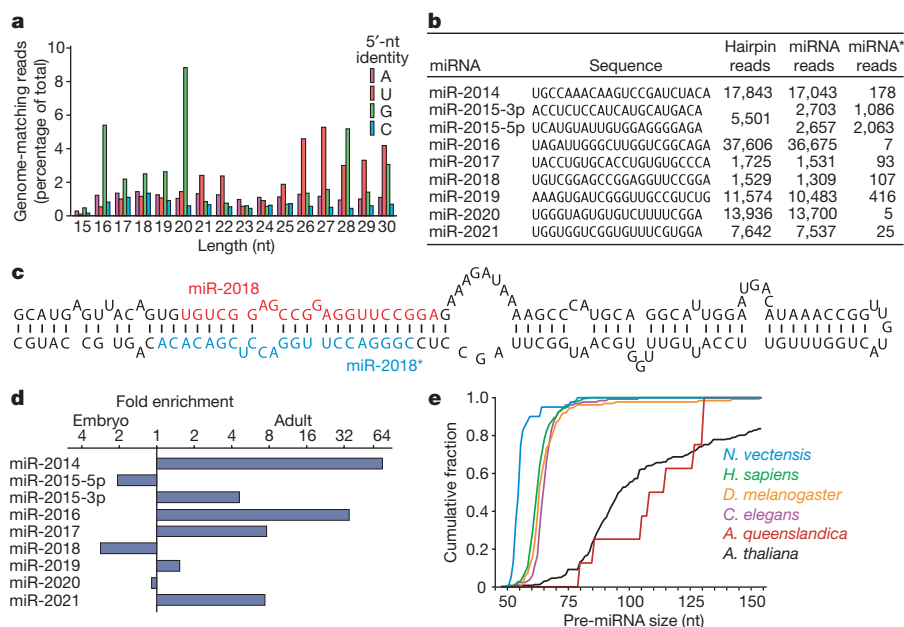 a
Genome-matching reads
(percentage of total)
10
8
6
4
2
0
5′-nt
identity
A
U
G
C
15 16 17 18 19 20 21 22 23 24 25 26 27 28 29 30
Length (nt)
b
miRNA Sequence Hairpin reads miRNA reads miRNA* reads
miR-2014 UGCCAAACAAGUCCGAUCUACA 17,843 17,043 178
miR-2015-3p ACCUCUCCAUCAUGCAUGACA 5,501 2,703 1,086
miR-2015-5p UCAUGUAUUGUGGAGGGGAGA 2,657 2,063
miR-2016 UAGAUUGGGCUUGGUCGGCAGA 37,606 36,675 7
miR-2017 UACCUGUGCACCUGUGUGCCCA 1,725 1,531 93
miR-2018 UGUCGGAGCCGGAGGUUCCGGA 1,529 1,309 107
miR-2019 AAAGUGAUCGGGUUGCCGUCUG 11,574 10,483 416
miR-2020 UGGGUAGUGUGUCUUUUCGGA 13,936 13,700 5
miR-2021 UGGUGGUCGGUGUUUCGUGGA 7,642 7,537 25
c
miR-2018
GCAUGAGUUACAGUGUGUCGGAGCCGGAGGUUCCGGAGAAAGAUAAAAGCCCAUGCAGGCAUUGGAUGACAUAAACCGGUUG
CGUAC CG UGACACACAGCUCCAGGUUUCCAGGGCCUCCGAGCUUCGGAAUACGUGGUUGUUACCUUGUUUGGUCUA
miR-2018*
d
Fold enrichment
Embryo Adult
4 2 1 2 4 8 16 32 64
miR-2014
miR-2015-5p
miR-2015-3p
miR-2016
miR-2017
miR-2018
miR-2019
miR-2020
miR-2021
e
Cumulative fraction
1.0
0.8
0.6
0.4
0.2
0
N. vectensis
H. sapiens
D. melanogaster
C. elegans
A. queenslandica
A. thaliana
50 75 100 125 150
Pre-miRNA size (nt)